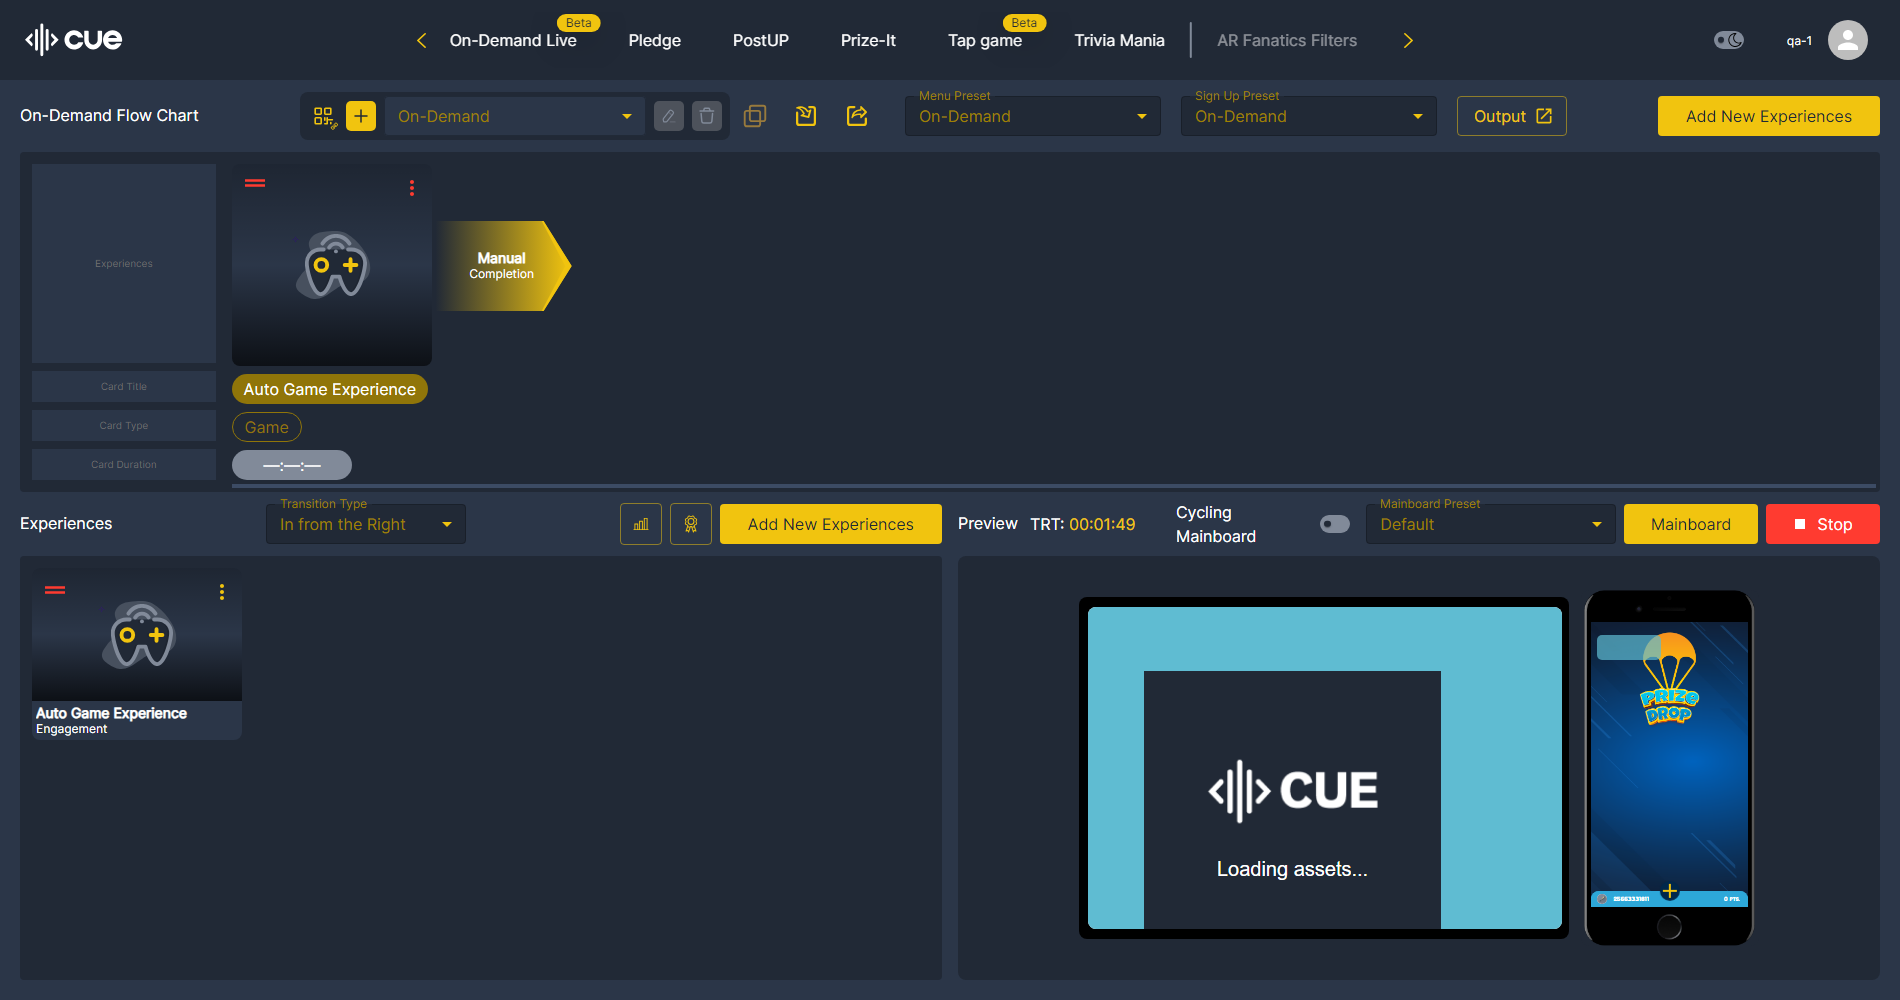 cue
On-Demand Live
Beta
Pledge
PostUP
Prize-It
Tap game
Beta
Trivia Mania
AR Fanatics Filters
qa-1
On-Demand Flow Chart
On-Demand
Menu Preset
On-Demand
Sign Up Preset
On-Demand
Output
Add New Experiences
Experiences
Manual
Completion
Card Title
Auto Game Experience
Card Type
Game
Card Duration
—:—:—
Experiences
Transition Type
In from the Right
Add New Experiences
Preview
TRT: 00:01:49
Cycling
Mainboard
Mainboard Preset
Default
Mainboard
Stop
Auto Game Experience
Engagement
CUE
Loading assets...
PRIZE
DROP
0 PTS.